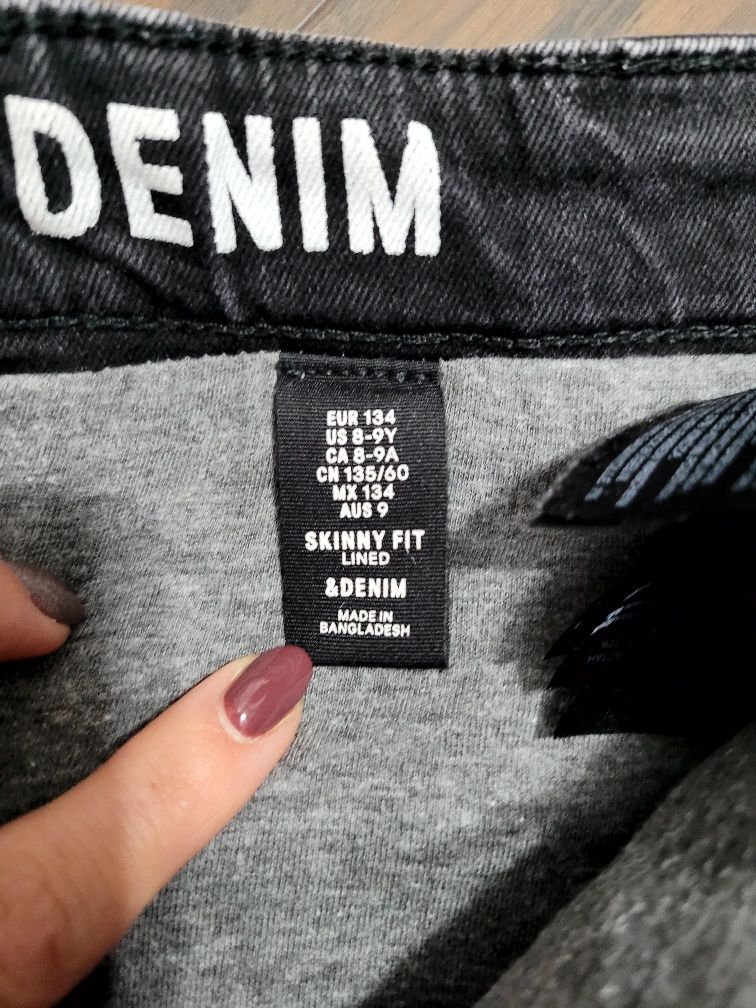 DENIM
EUR 134
US 8-9Y
CA 8-9A
CN 135/60
MX 134
AUS 9
SKINNY FIT
LINED
&DENIM
MADE IN
BANGLADESH